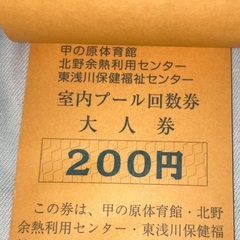 甲の原体育館
北野余熱利用センター
東浅川保健福祉センター
室内プール回数券
大人券
200円
この券は、甲の原体育館・北野
余熱利用センター・東浅川保健福